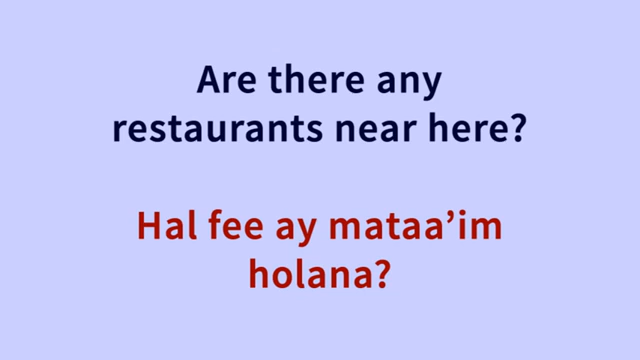 Are there any
restaurants near here?
Hal fee ay mataa’im
holana?